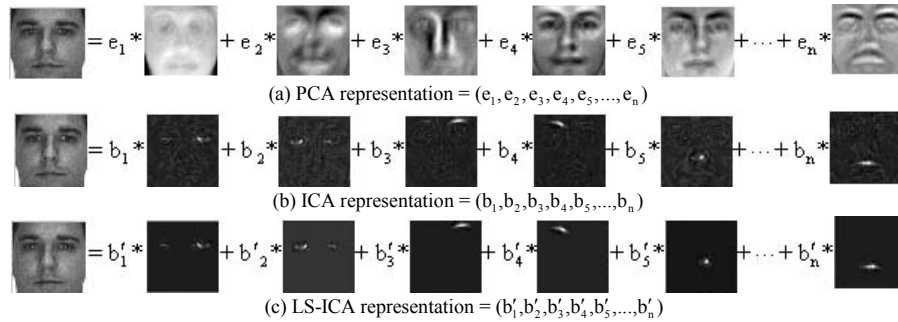 = e₁* + e₂* + e₃* + e₄* + e₅* + ... + eₙ*
(a) PCA representation = (e₁, e₂, e₃, e₄, e₅,...,eₙ)
= b₁* + b₂* + b₃* + b₄* + b₅* + ... + bₙ*
(b) ICA representation = (b₁,b₂,b₃,b₄,b₅,...,bₙ)
= b′₁* + b′₂* + b′₃* + b′₄* + b′₅* + ... + b′ₙ*
(c) LS-ICA representation = (b′₁,b′₂,b′₃,b′₄,b′₅,...,b′ₙ)